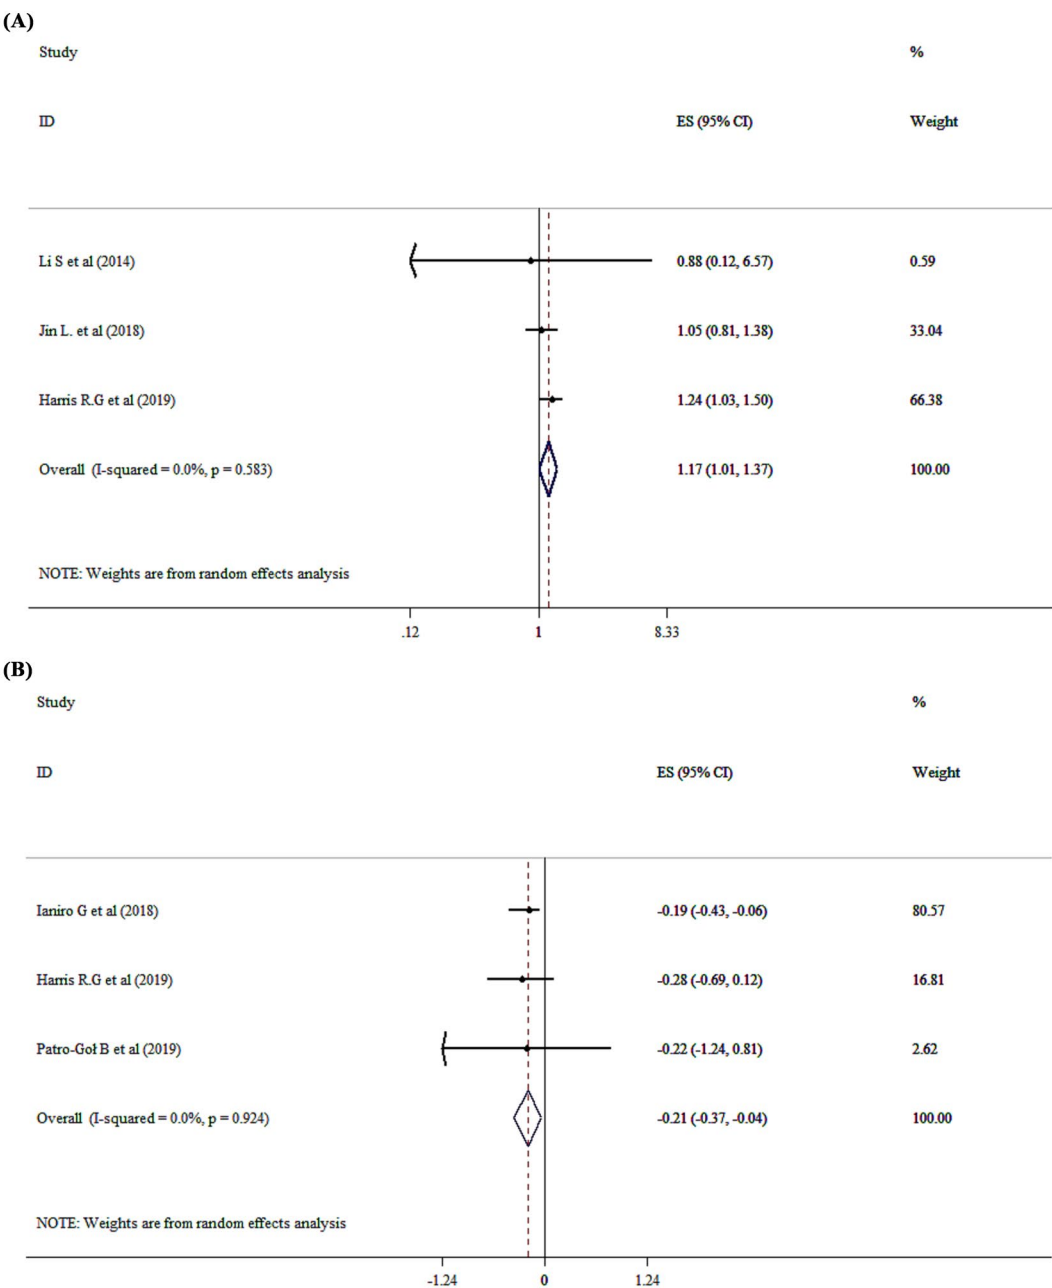 (A)
Study %
ID ES (95% CI) Weight
Li S et al (2014) 0.88 (0.12, 6.57) 0.59
Jin L. et al (2018) 1.05 (0.81, 1.38) 33.04
Harris R.G et al (2019) 1.24 (1.03, 1.50) 66.38
Overall (I-squared = 0.0%, p = 0.583) 1.17 (1.01, 1.37) 100.00
NOTE: Weights are from random effects analysis
.12 1 8.33
(B)
Study %
ID ES (95% CI) Weight
Ianiro G et al (2018) -0.19 (-0.43, -0.06) 80.57
Harris R.G et al (2019) -0.28 (-0.69, 0.12) 16.81
Patro-Goł B et al (2019) -0.22 (-1.24, 0.81) 2.62
Overall (I-squared = 0.0%, p = 0.924) -0.21 (-0.37, -0.04) 100.00
NOTE: Weights are from random effects analysis
-1.24 0 1.24